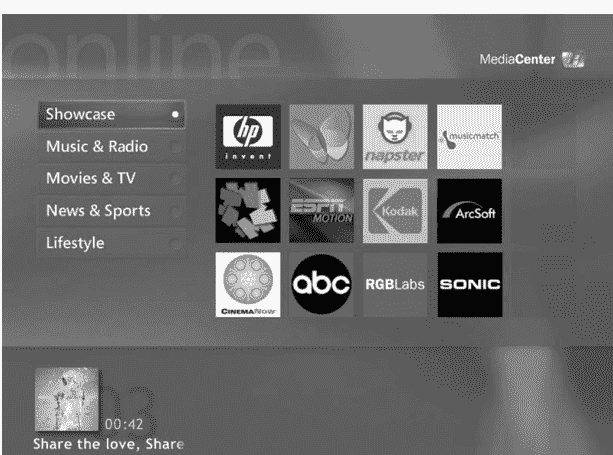 online
MediaCenter
Showcase
Music & Radio
Movies & TV
News & Sports
Lifestyle
hp
invent
napster
musicmatch
ESPN
MOTION
Kodak
ArcSoft
CINEMANOW
abc
RGBLabs
SONIC
03
00:42
Share the love, Share